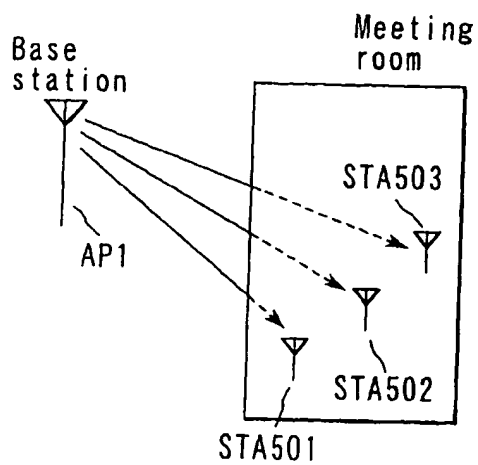 Base
station
Meeting
room
STA503
AP1
STA502
STA501